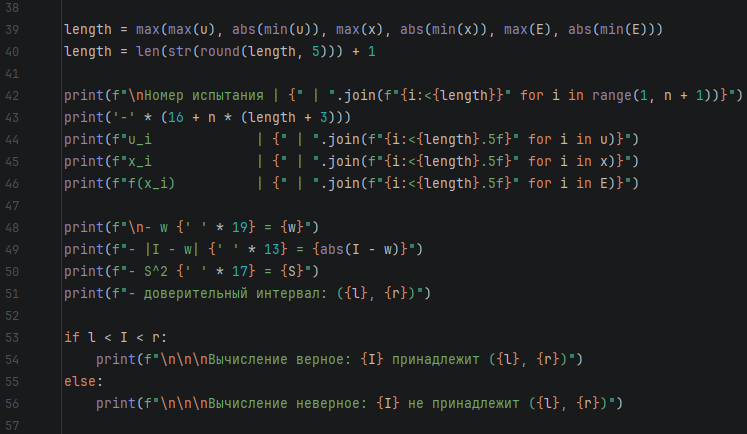 38
39 length = max(max(u), abs(min(u)), max(x), abs(min(x)), max(E), abs(min(E)))
40 length = len(str(round(length, 5))) + 1
41
42 print(f"\nНомер испытания | {" | ".join(f"{i:<{length}}" for i in range(1, n + 1))}")
43 print('-' * (16 + n * (length + 3)))
44 print(f"u_i             | {" | ".join(f"{i:<{length}.5f}" for i in u)}")
45 print(f"x_i             | {" | ".join(f"{i:<{length}.5f}" for i in x)}")
46 print(f"f(x_i)          | {" | ".join(f"{i:<{length}.5f}" for i in E)}")
47
48 print(f"\n- w {' ' * 19} = {w}")
49 print(f"- |I - w| {' ' * 13} = {abs(I - w)}")
50 print(f"- S^2 {' ' * 17} = {S}")
51 print(f"- доверительный интервал: ({l}, {r})")
52
53 if l < I < r:
54     print(f"\n\n\nВычисление верное: {I} принадлежит ({l}, {r})")
55 else:
56     print(f"\n\n\nВычисление неверное: {I} не принадлежит ({l}, {r})")
57